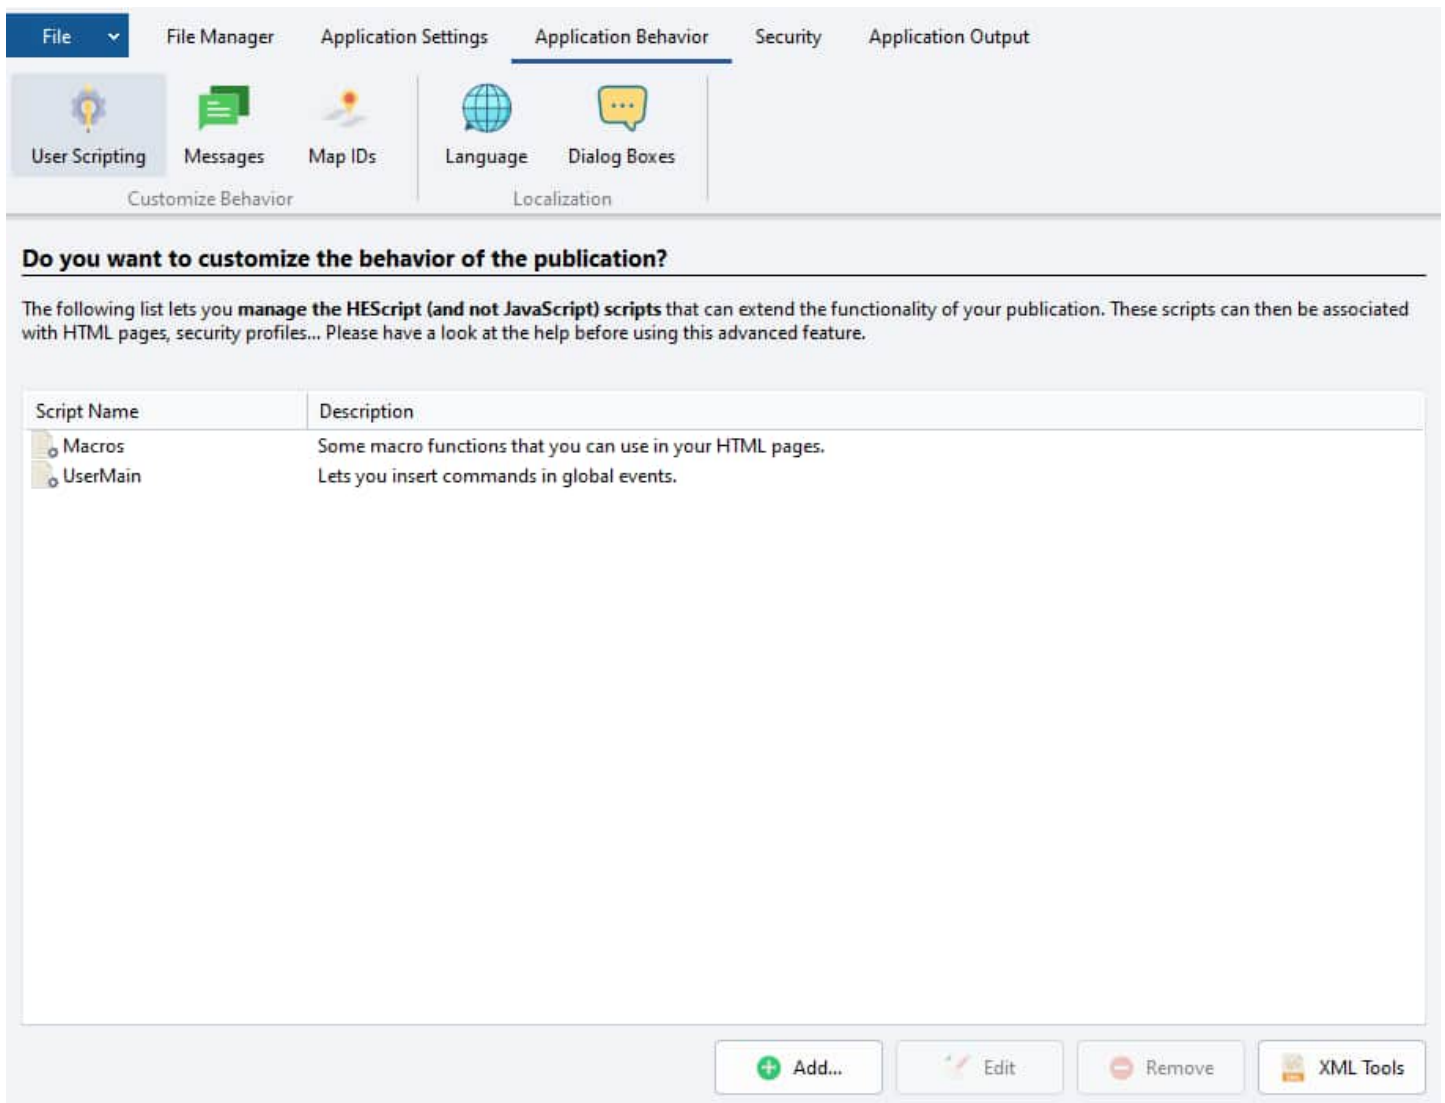 File
File Manager
Application Settings
Application Behavior
Security
Application Output
User Scripting
Messages
Map IDs
Language
Dialog Boxes
Customize Behavior
Localization
Do you want to customize the behavior of the publication?
The following list lets you manage the HEScript (and not JavaScript) scripts that can extend the functionality of your publication. These scripts can then be associated
with HTML pages, security profiles... Please have a look at the help before using this advanced feature.
Script Name
Description
Macros
Some macro functions that you can use in your HTML pages.
UserMain
Lets you insert commands in global events.
Add...
Edit
Remove
XML Tools